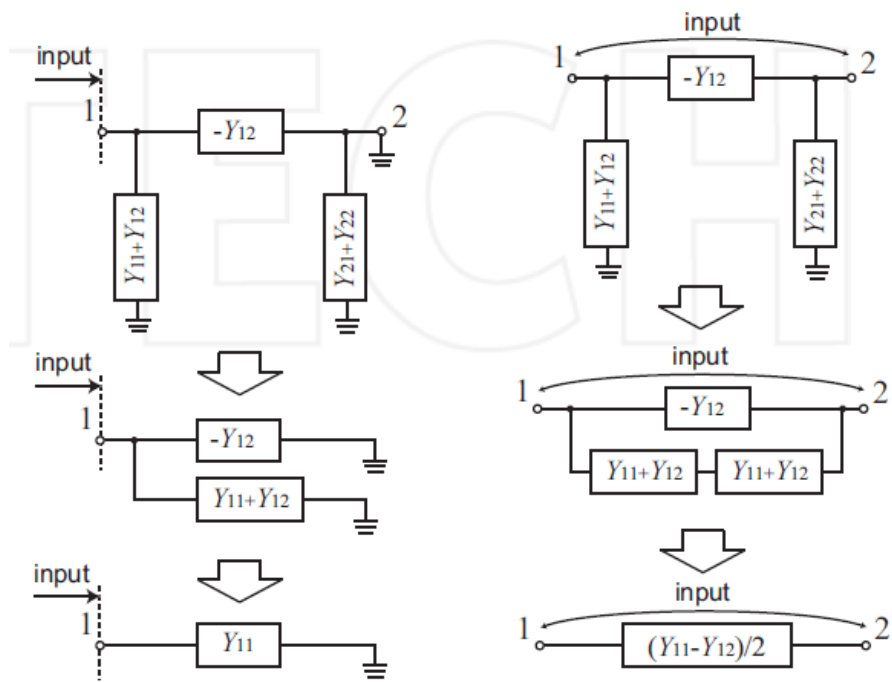 TECH
input
1
-Y12
2
Y11+Y12
Y21+Y22
input
1
-Y12
Y11+Y12
input
1
Y11
input
1
2
-Y12
Y11+Y12
Y21+Y22
input
1
2
-Y12
Y11+Y12
Y11+Y12
input
1
2
(Y11-Y12)/2